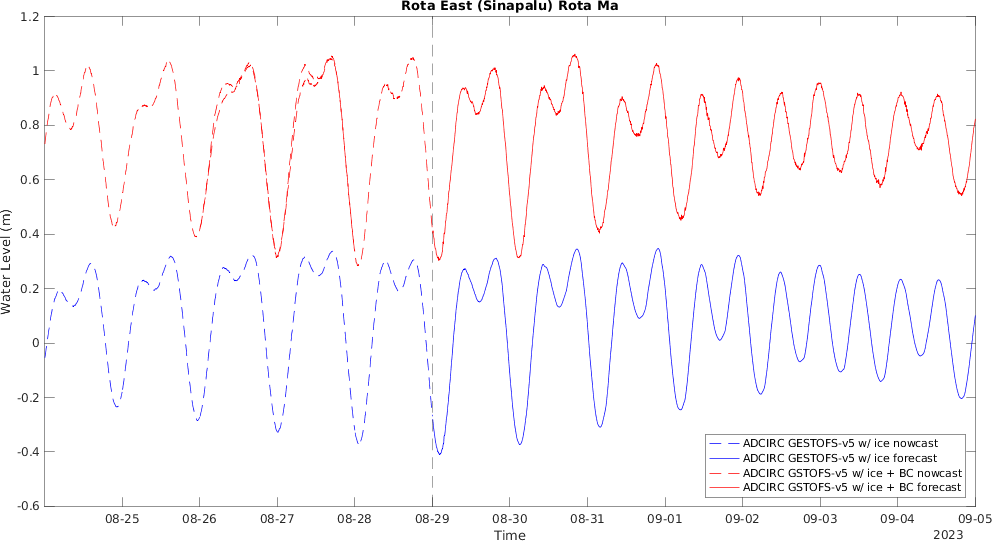 Rota East (Sinapalu) Rota Ma
1.2
1
0.8
0.6
0.4
0.2
0
-0.2
-0.4
-0.6
Water Level (m)
ADCIRC GESTOFS-v5 w/ ice nowcast
ADCIRC GESTOFS-v5 w/ ice forecast
ADCIRC GSTOFS-v5 w/ ice + BC nowcast
ADCIRC GSTOFS-v5 w/ ice + BC forecast
08-25 08-26 08-27 08-28 08-29 08-30 08-31 09-01 09-02 09-03 09-04 09-05
Time
2023